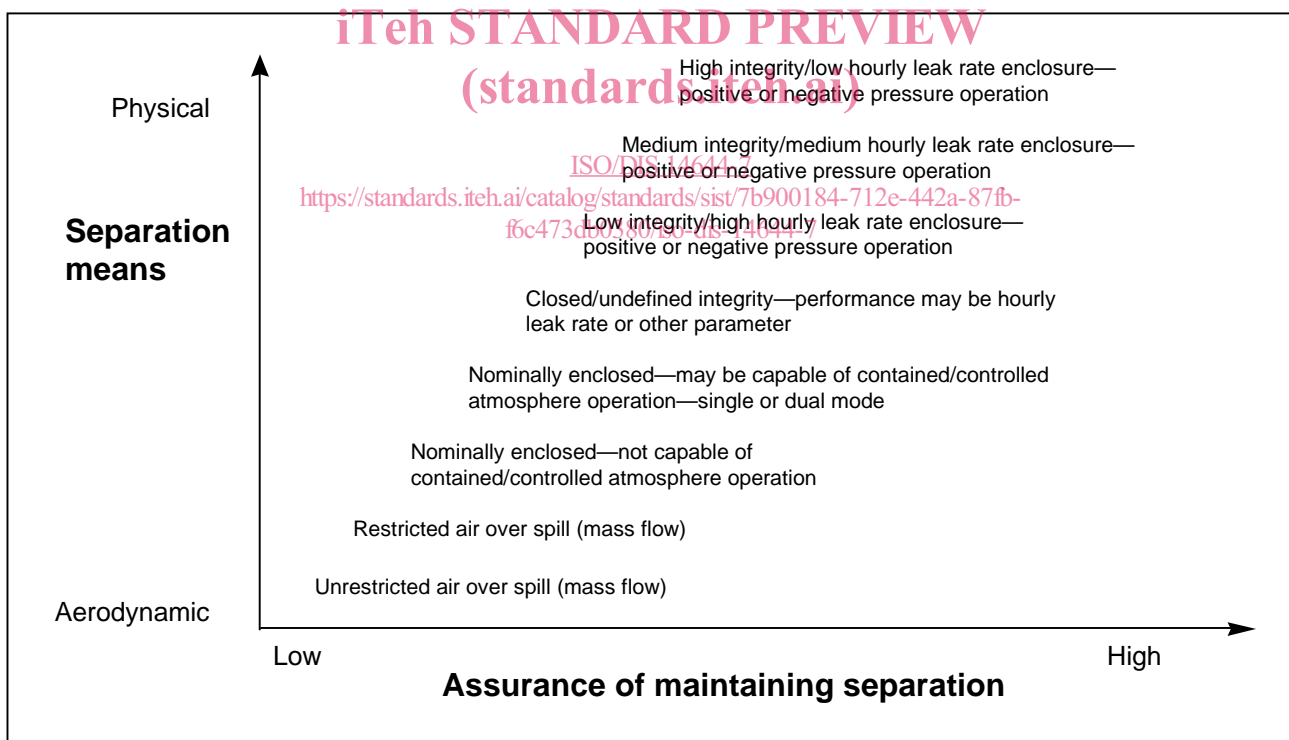 iTeh STANDARD PREVIEW
(standards.iteh.ai)
High integrity/low hourly leak rate enclosure—
positive or negative pressure operation
Physical
Medium integrity/medium hourly leak rate enclosure—
positive or negative pressure operation
ISO/DIS 14644-7
https://standards.iteh.ai/catalog/standards/sist/7b900184-712e-442a-87fb-
f6c473db0380/iso-dis-14644-7
Low integrity/high hourly leak rate enclosure—
positive or negative pressure operation
Separation
means
Closed/undefined integrity—performance may be hourly
leak rate or other parameter
Nominally enclosed—may be capable of contained/controlled
atmosphere operation—single or dual mode
Nominally enclosed—not capable of
contained/controlled atmosphere operation
Restricted air over spill (mass flow)
Unrestricted air over spill (mass flow)
Aerodynamic
Low
High
Assurance of maintaining separation